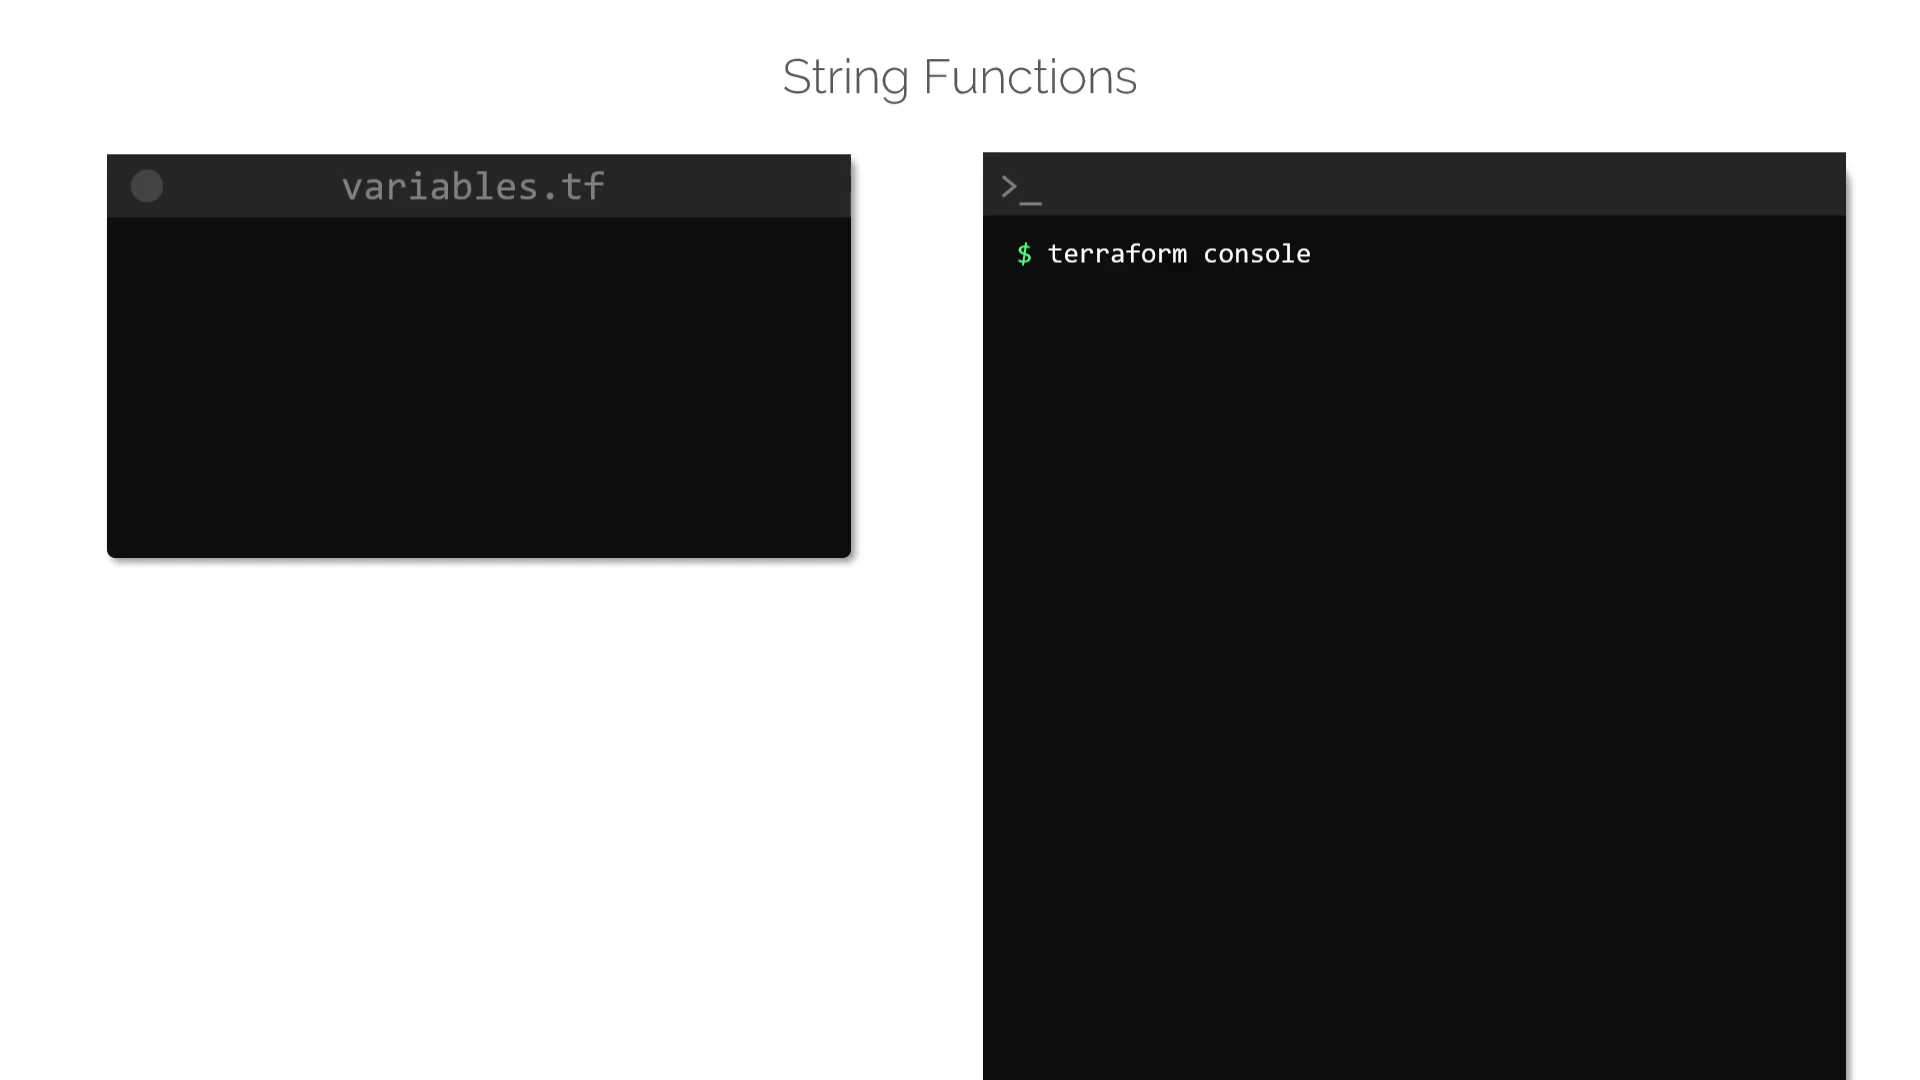 String Functions
variables.tf
>_
$ terraform console